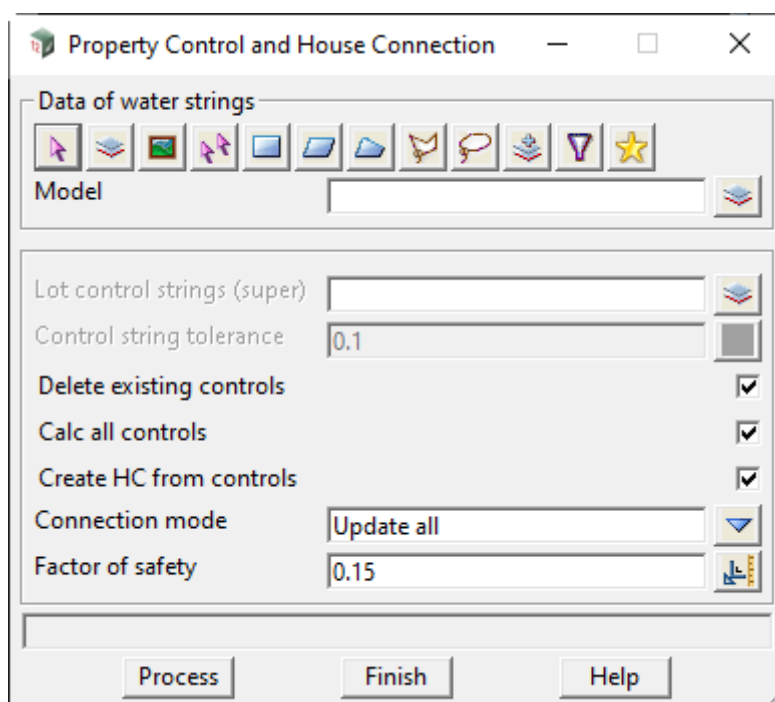 Property Control and House Connection
Data of water strings
Model
Lot control strings (super)
Control string tolerance 0.1
Delete existing controls
Calc all controls
Create HC from controls
Connection mode Update all
Factor of safety 0.15
Process Finish Help